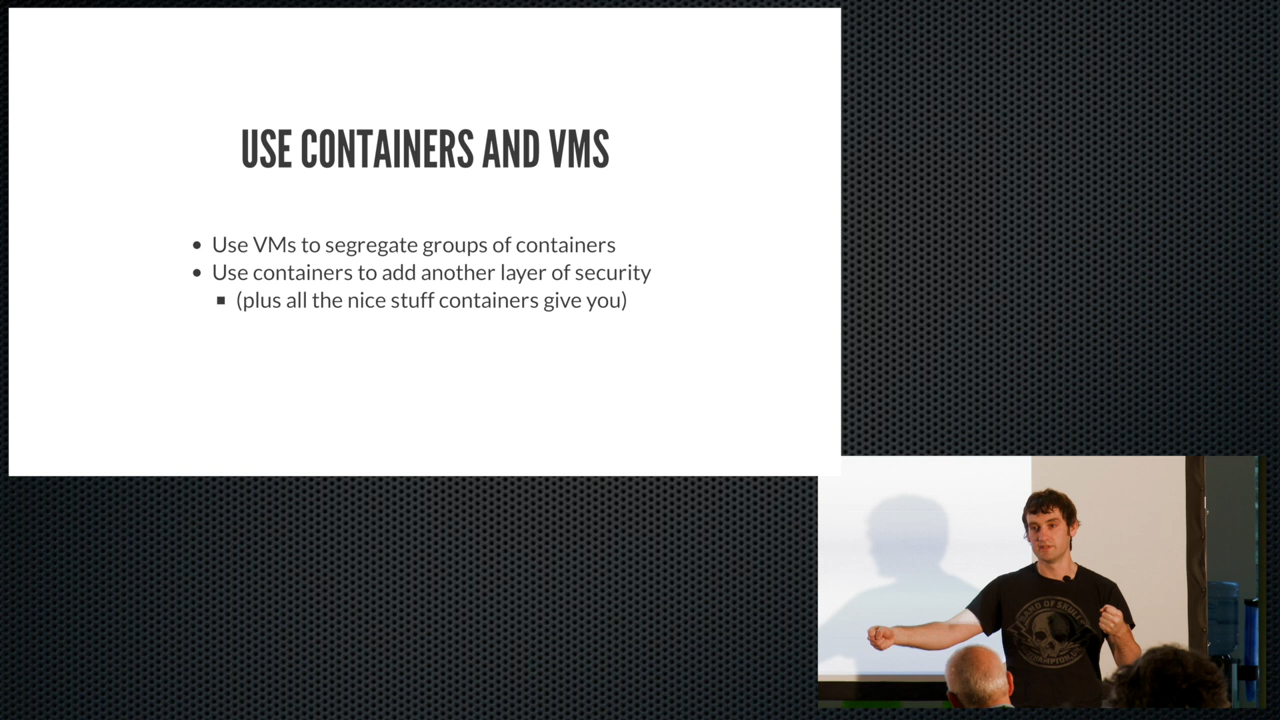 USE CONTAINERS AND VMS
Use VMs to segregate groups of containers
Use containers to add another layer of security
(plus all the nice stuff containers give you)